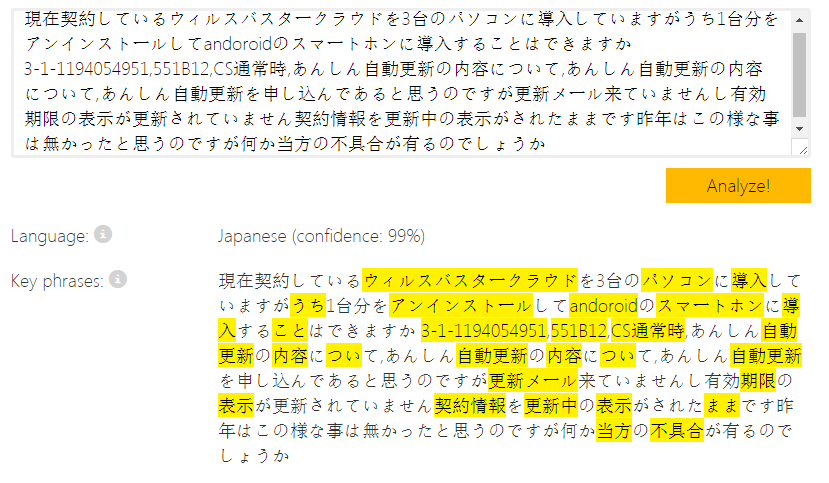 現在契約しているウィルスバスタークラウドを3台のパソコンに導入していますがうち1台分を
アンインストールしてandoroidのスマートホンに導入することはできますか
3-1-1194054951,551B12,CS通常時,あんしん自動更新の内容について,あんしん自動更新の内容
について,あんしん自動更新を申し込んであると思うのですが更新メール来ていませんし有効
期限の表示が更新されていません契約情報を更新中の表示がされたままです昨年はこの様な事
は無かったと思うのですが何か当方の不具合が有るのでしょうか
Analyze!
Language:
Japanese (confidence: 99%)
Key phrases:
現在契約しているウィルスバスタークラウドを3台のパソコンに導入して
いますがうち1台分をアンインストールしてandoroidのスマートホンに導
入することはできますか 3-1-1194054951,551B12,CS通常時,あんしん自動
更新の内容について,あんしん自動更新の内容について,あんしん自動更新
を申し込んであると思うのですが更新メール来ていませんし有効期限の
表示が更新されていません契約情報を更新中の表示がされたままです昨
年はこの様な事は無かったと思うのですが何か当方の不具合が有るので
しょうか